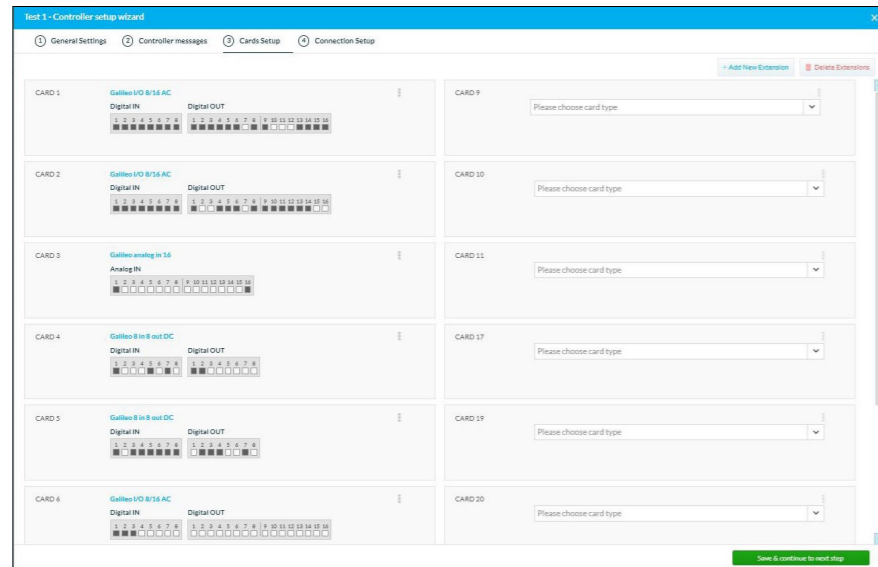 Test 1 - Controller setup wizard
1 General Settings 2 Controller messages 3 Cards Setup 4 Connection Setup
+ Add New Extension Delete Extensions
CARD 1 Galileo I/O 8/16 AC
Digital IN Digital OUT
1 2 3 4 5 6 7 8 1 2 3 4 5 6 7 8 9 10 11 12 13 14 15 16
CARD 9
Please choose card type
CARD 2 Galileo I/O 8/16 AC
Digital IN Digital OUT
1 2 3 4 5 6 7 8 1 2 3 4 5 6 7 8 9 10 11 12 13 14 15 16
CARD 10
Please choose card type
CARD 3 Galileo analog in 16
Analog IN
1 2 3 4 5 6 7 8 9 10 11 12 13 14 15 16
CARD 11
Please choose card type
CARD 4 Galileo 8 in 8 out DC
Digital IN Digital OUT
1 2 3 4 5 6 7 8 1 2 3 4 5 6 7 8
CARD 17
Please choose card type
CARD 5 Galileo 8 in 8 out DC
Digital IN Digital OUT
1 2 3 4 5 6 7 8 1 2 3 4 5 6 7 8
CARD 19
Please choose card type
CARD 6 Galileo I/O 8/16 AC
Digital IN Digital OUT
1 2 3 4 5 6 7 8 1 2 3 4 5 6 7 8 9 10 11 12 13 14 15 16
CARD 20
Please choose card type
Save & continue to next step